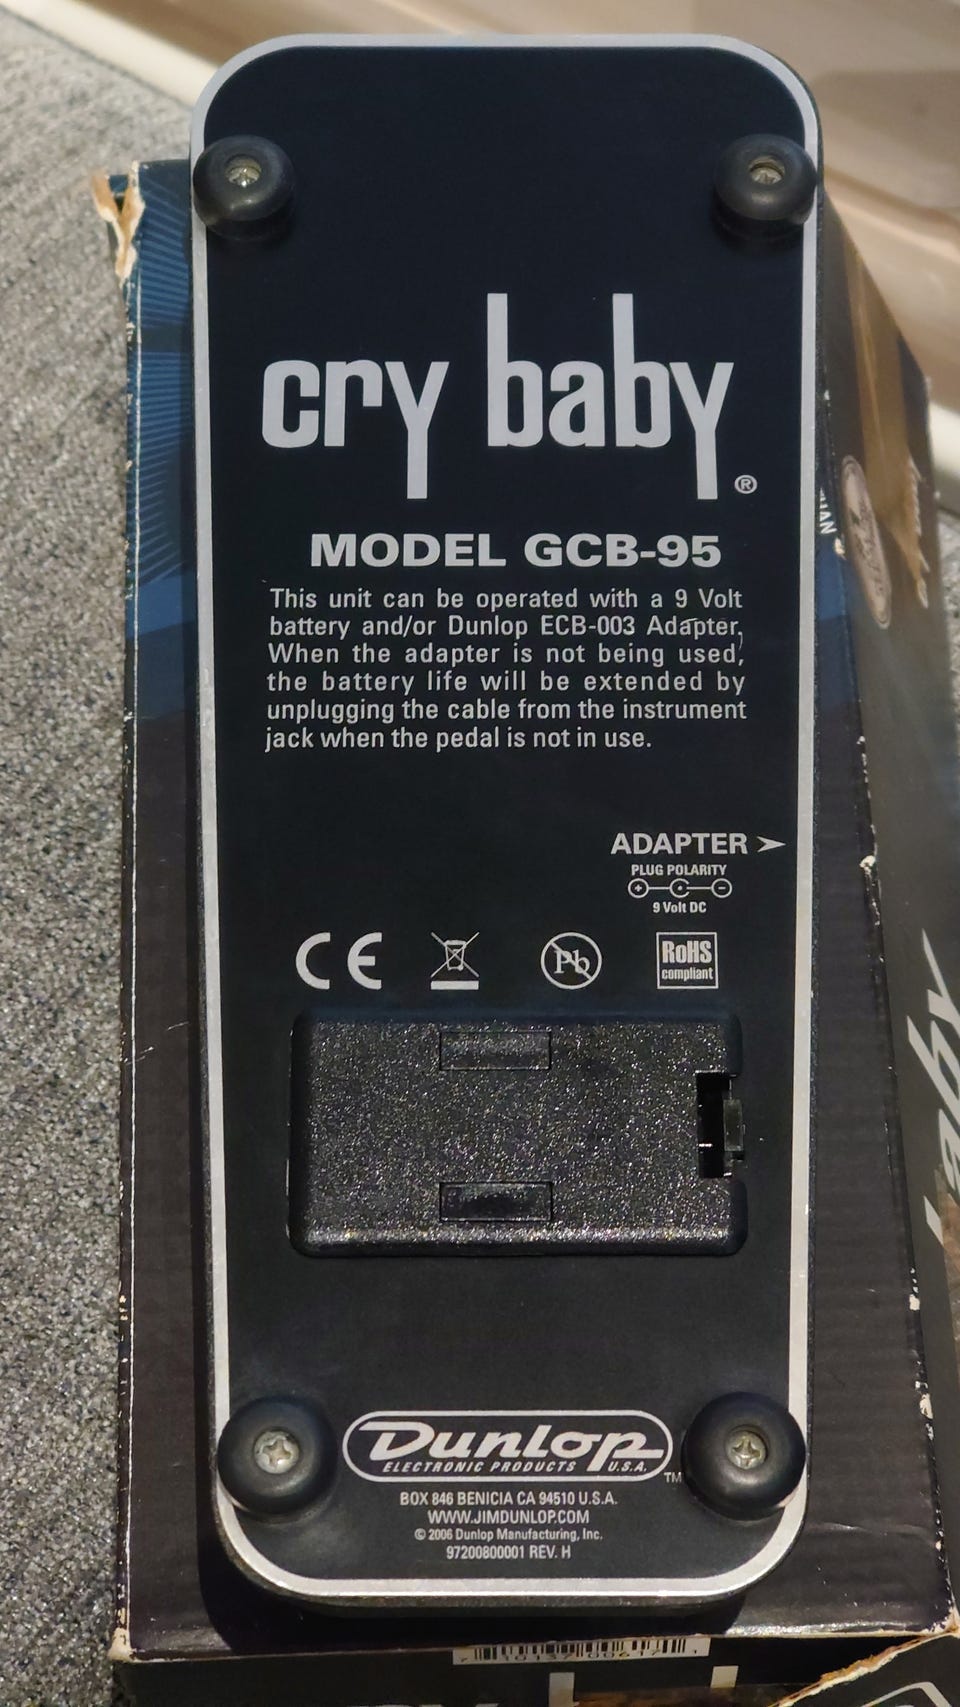 cry baby®
MODEL GCB-95
This unit can be operated with a 9 Volt
battery and/or Dunlop ECB-003 Adapter.
When the adapter is not being used,
the battery life will be extended by
unplugging the cable from the instrument
jack when the pedal is not in use.
ADAPTER
PLUG POLARITY
9 Volt DC
CE
Pb
RoHS
compliant
Dunlop
ELECTRONIC PRODUCTS U.S.A.
TM
BOX 846 BENICIA CA 94510 U.S.A.
WWW.JIMDUNLOP.COM
© 2006 Dunlop Manufacturing, Inc.
97200800001 REV. H
baby